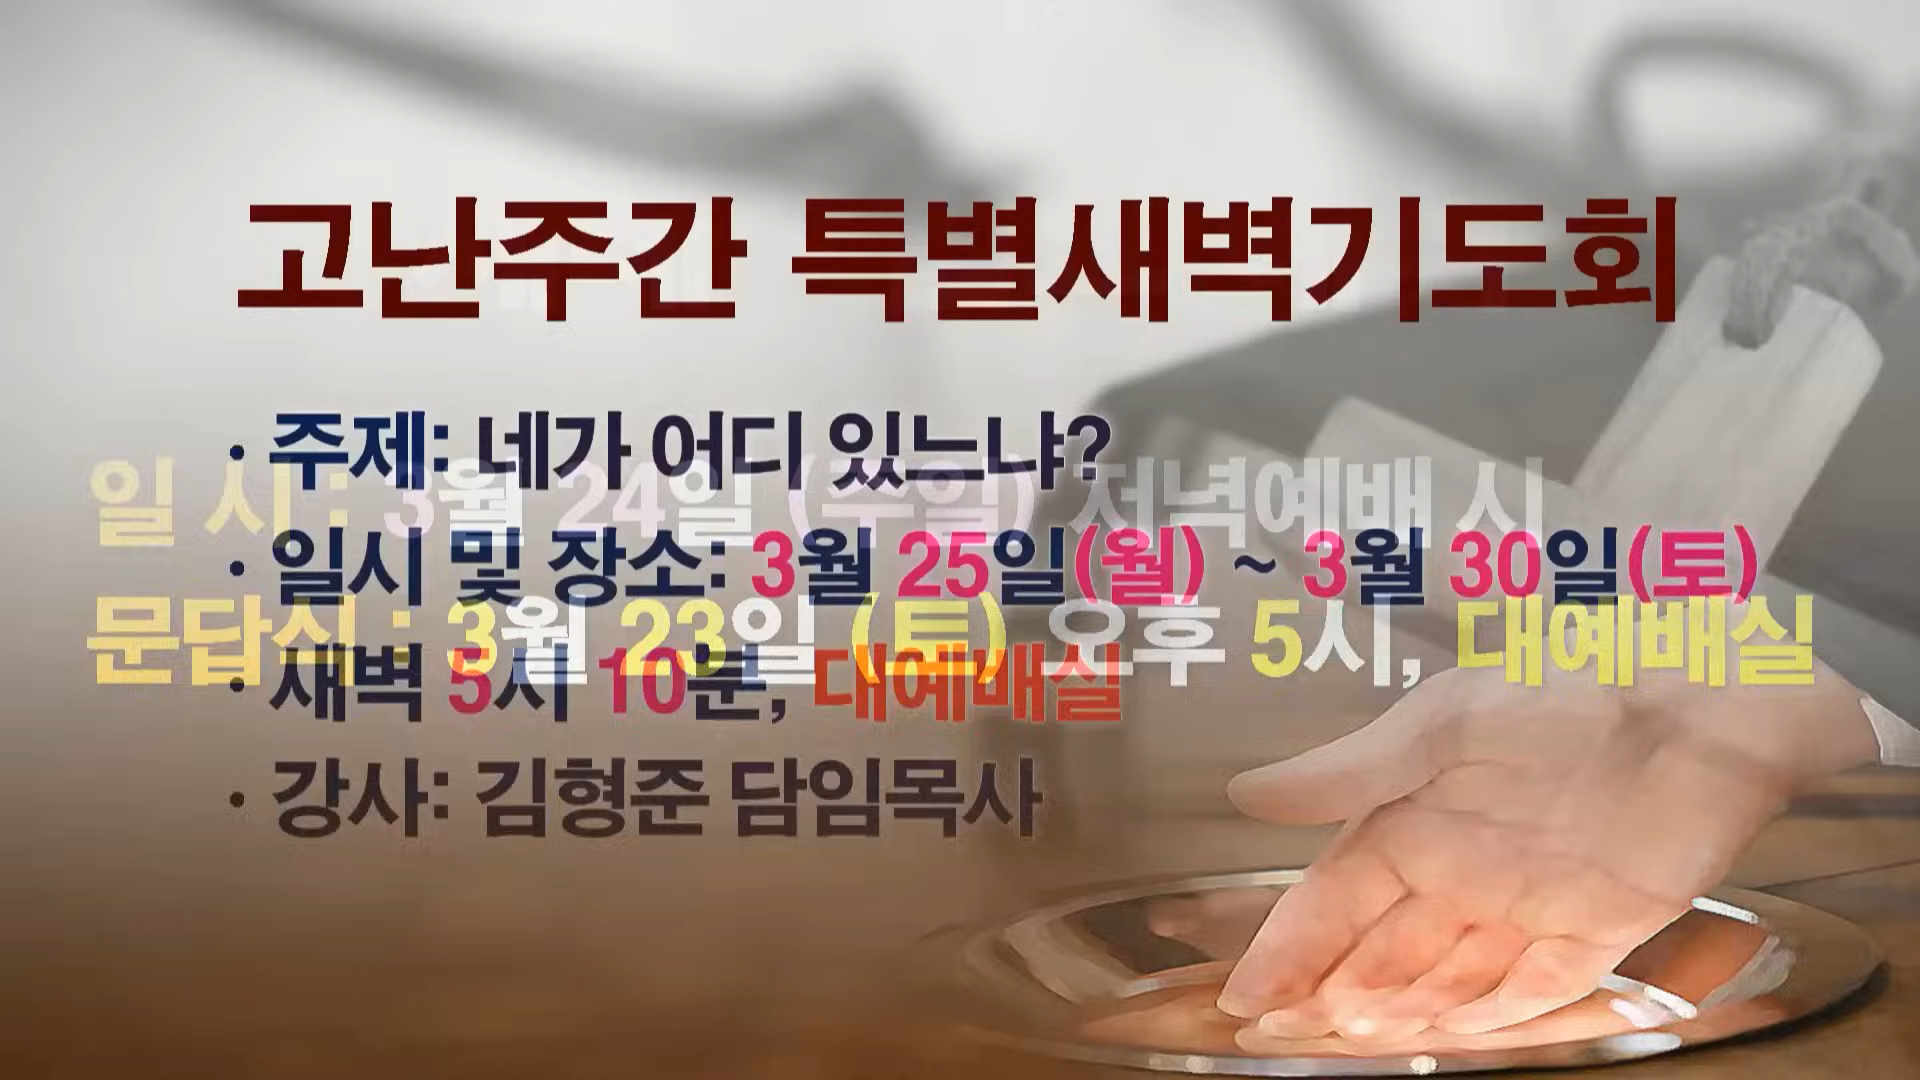 고난주간 특별새벽기도회
· 주제: 네가 어디 있느냐?
일 시 : 3월 24일 (주일) 저녁예배 시
· 일시 및 장소: 3월 25일(월) ~ 3월 30일(토)
문답식 : 3월 23일 (토) 오후 5시, 대예배실
· 새벽 5시 10분, 대예배실
· 강사: 김형준 담임목사